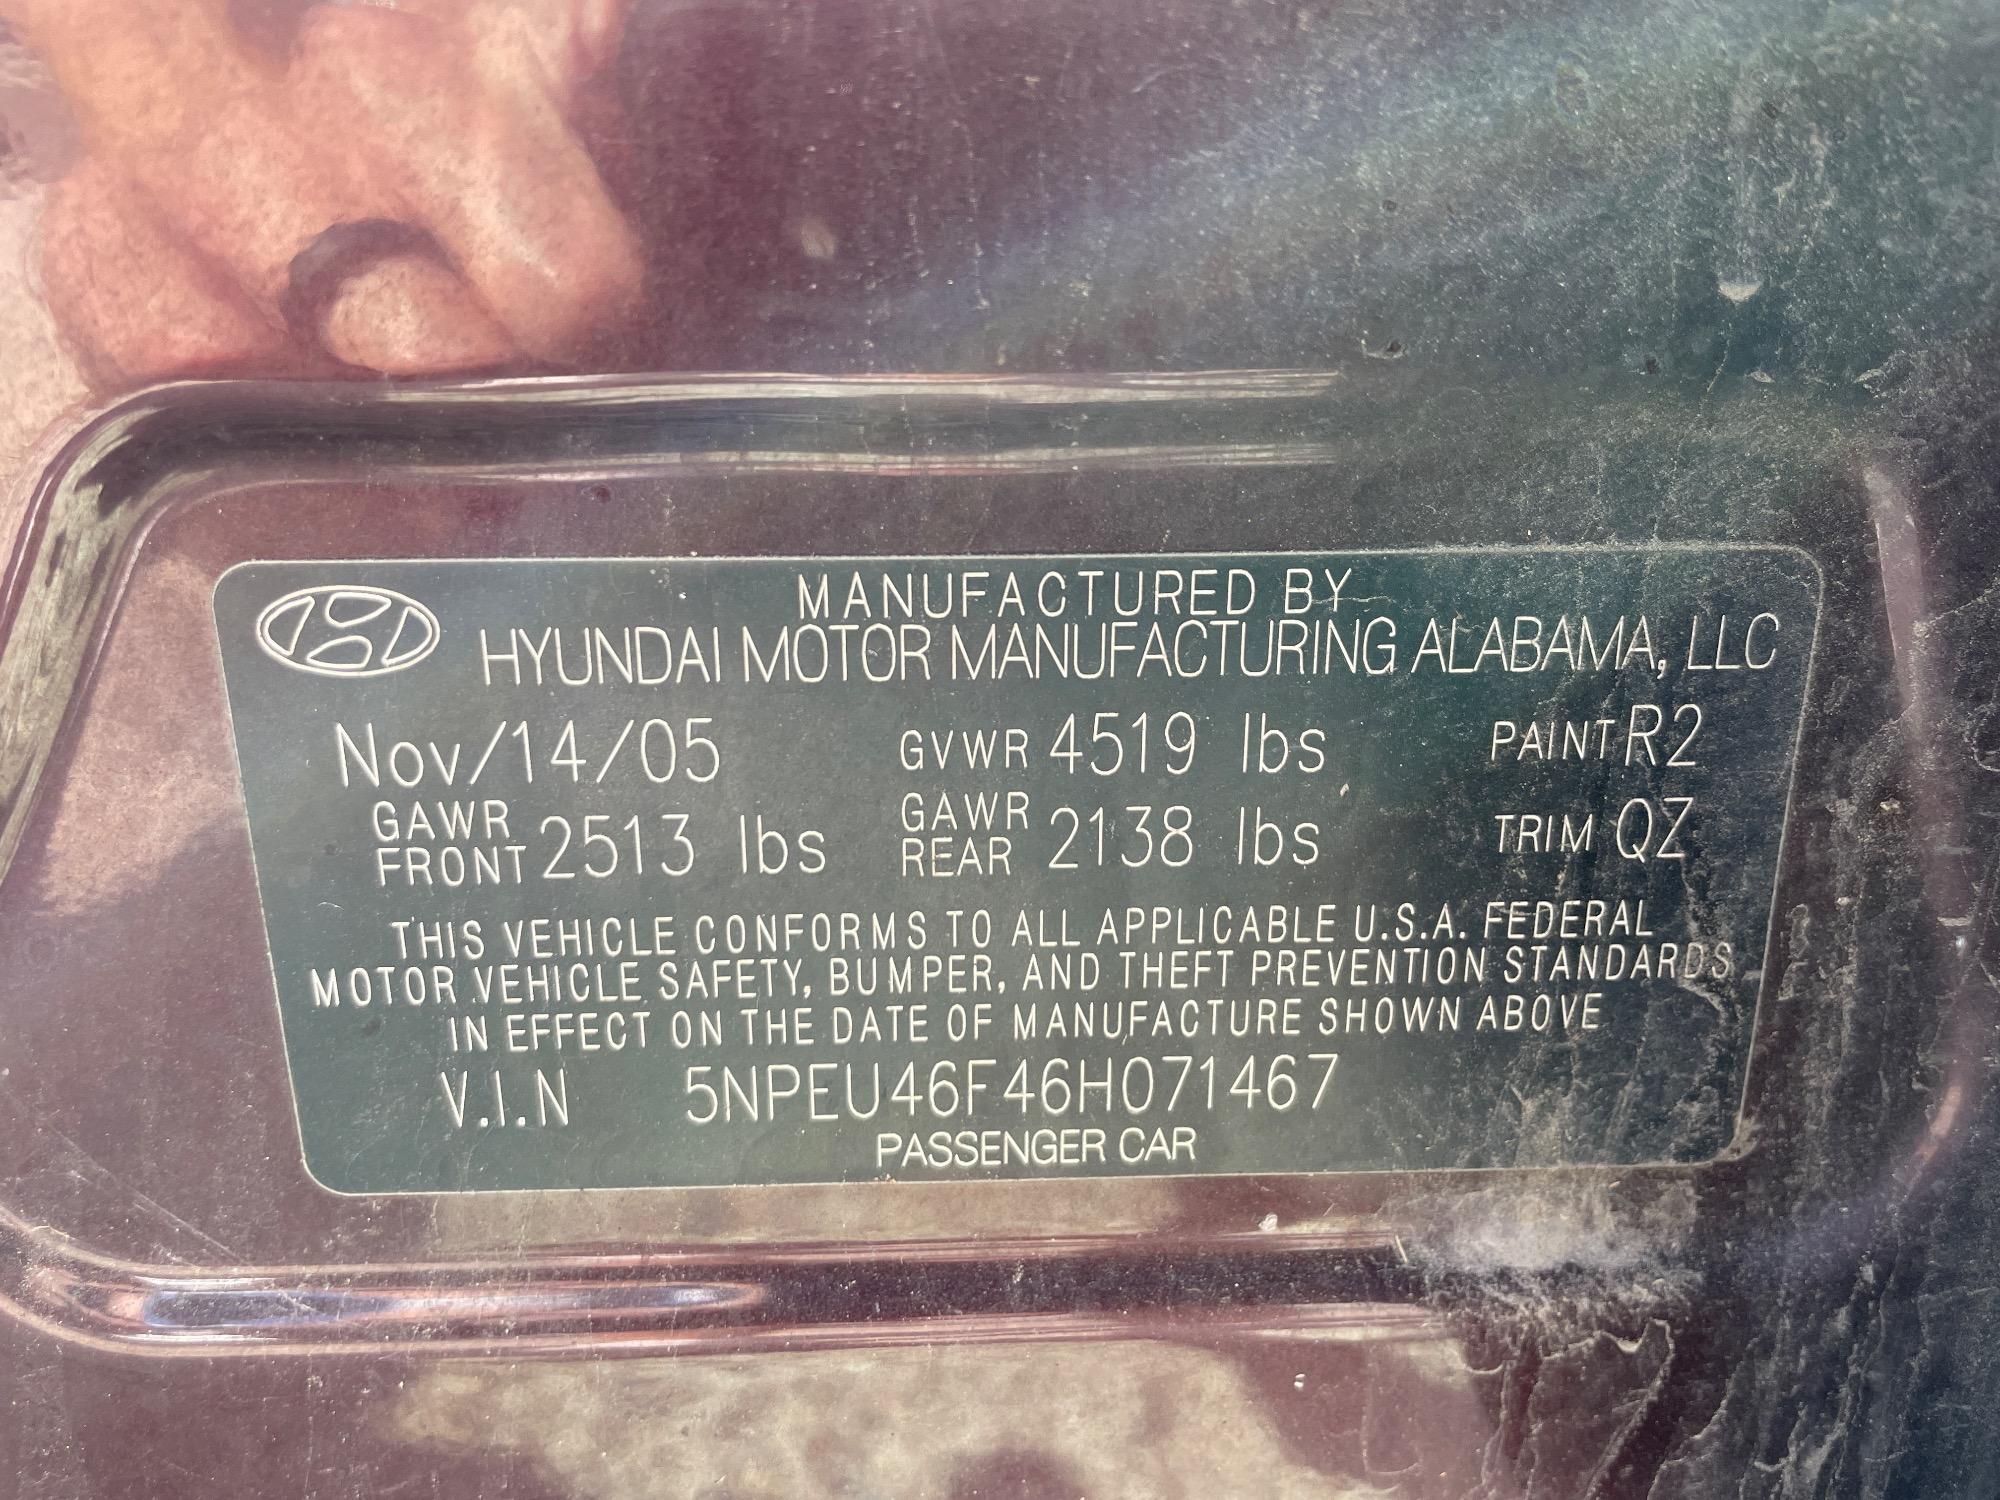 MANUFACTURED BY
HYUNDAI MOTOR MANUFACTURING ALABAMA, LLC
Nov/14/05 GVWR 4519 lbs PAINT R2
GAWR FRONT 2513 lbs GAWR REAR 2138 lbs TRIM QZ
THIS VEHICLE CONFORMS TO ALL APPLICABLE U.S.A. FEDERAL
MOTOR VEHICLE SAFETY, BUMPER, AND THEFT PREVENTION STANDARDS
IN EFFECT ON THE DATE OF MANUFACTURE SHOWN ABOVE
V.I.N 5NPEU46F46H071467
PASSENGER CAR